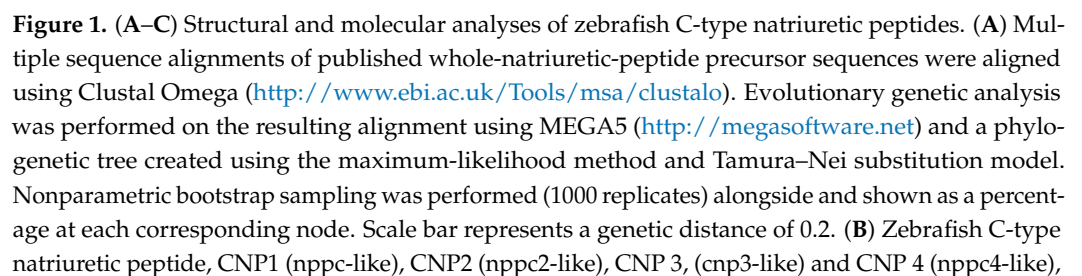 Figure 1. (A–C) Structural and molecular analyses of zebrafish C-type natriuretic peptides. (A) Mul-
tiple sequence alignments of published whole-natriuretic-peptide precursor sequences were aligned
using Clustal Omega (http://www.ebi.ac.uk/Tools/msa/clustalo). Evolutionary genetic analysis
was performed on the resulting alignment using MEGA5 (http://megasoftware.net) and a phylo-
genetic tree created using the maximum-likelihood method and Tamura–Nei substitution model.
Nonparametric bootstrap sampling was performed (1000 replicates) alongside and shown as a percent-
age at each corresponding node. Scale bar represents a genetic distance of 0.2. (B) Zebrafish C-type
natriuretic peptide, CNP1 (nppc-like), CNP2 (nppc2-like), CNP 3, (cnp3-like) and CNP 4 (nppc4-like),